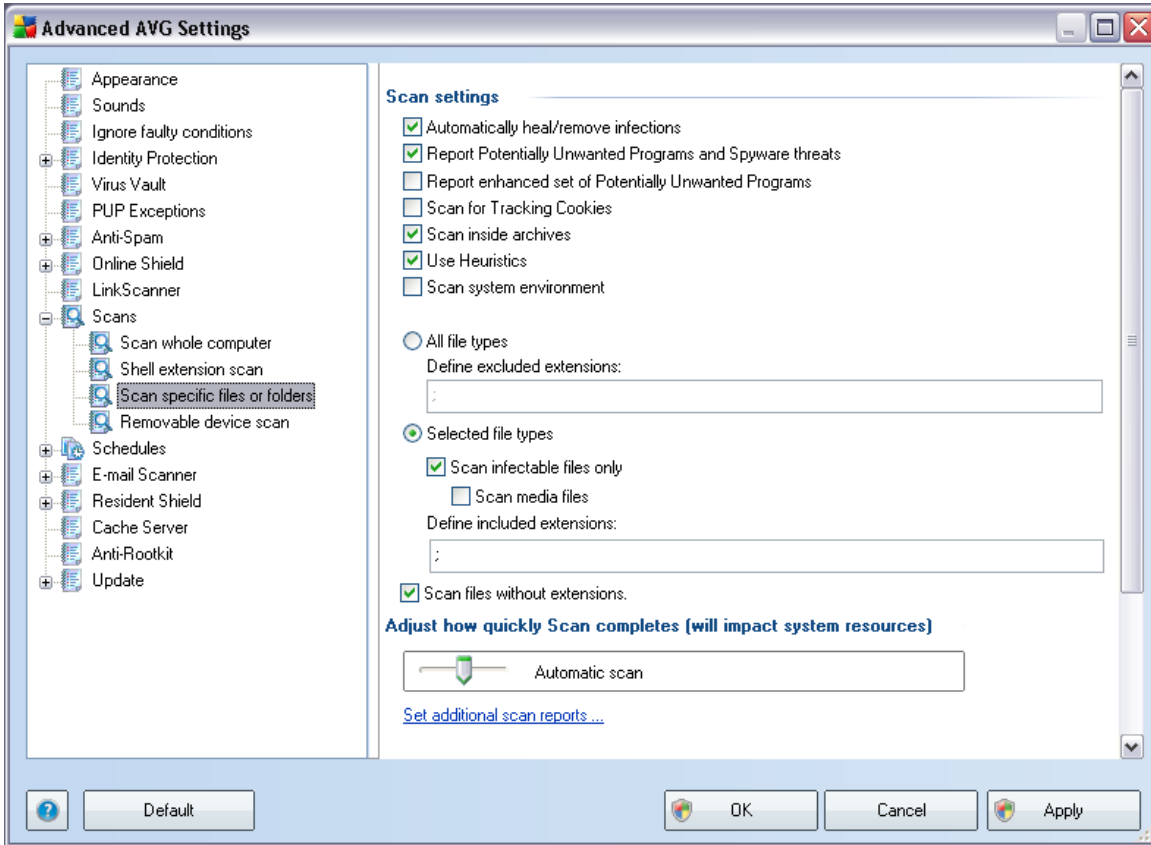 Advanced AVG Settings
Appearance
Sounds
Ignore faulty conditions
Identity Protection
Virus Vault
PUP Exceptions
Anti-Spam
Online Shield
LinkScanner
Scans
Scan whole computer
Shell extension scan
Scan specific files or folders
Removable device scan
Schedules
E-mail Scanner
Resident Shield
Cache Server
Anti-Rootkit
Update
Scan settings
Automatically heal/remove infections
Report Potentially Unwanted Programs and Spyware threats
Report enhanced set of Potentially Unwanted Programs
Scan for Tracking Cookies
Scan inside archives
Use Heuristics
Scan system environment
All file types
Define excluded extensions:
;
Selected file types
Scan infectable files only
Scan media files
Define included extensions:
;
Scan files without extensions.
Adjust how quickly Scan completes (will impact system resources)
Automatic scan
Set additional scan reports ...
? Default OK Cancel Apply